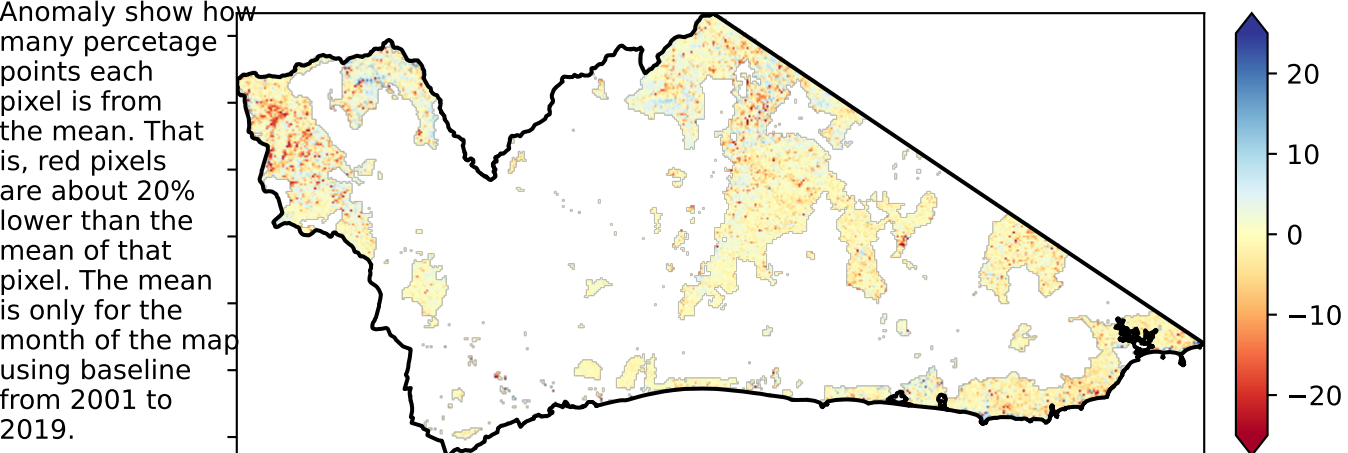 Anomaly show how
many percetage
points each
pixel is from
the mean. That
is, red pixels
are about 20%
lower than the
mean of that
pixel. The mean
is only for the
month of the map
using baseline
from 2001 to
2019.
20
10
0
−10
−20